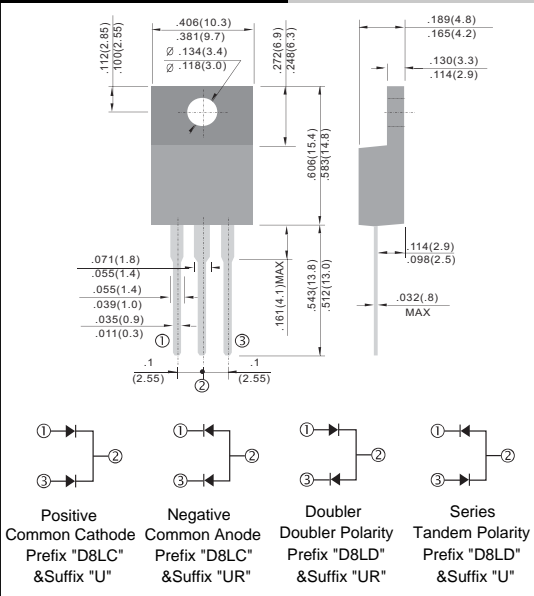 .112(2.85)
.100(2.55)
.406(10.3)
.381(9.7)
Ø .134(3.4)
Ø .118(3.0)
.272(6.9)
.248(6.3)
.189(4.8)
.165(4.2)
.130(3.3)
.114(2.9)
.606(15.4)
.583(14.8)
.071(1.8)
.055(1.4)
.055(1.4)
.039(1.0)
.035(0.9)
.011(0.3)
.161(4.1)MAX
.543(13.8)
.512(13.0)
.114(2.9)
.098(2.5)
.032(.8)
MAX
① ③
.1
(2.55)
②
.1
(2.55)
① ② ③
① ② ③
① ② ③
① ② ③
Positive
Common Cathode
Prefix "D8LC"
&Suffix "U"
Negative
Common Anode
Prefix "D8LC"
&Suffix "UR"
Doubler
Doubler Polarity
Prefix "D8LD"
&Suffix "UR"
Series
Tandem Polarity
Prefix "D8LD"
&Suffix "U"